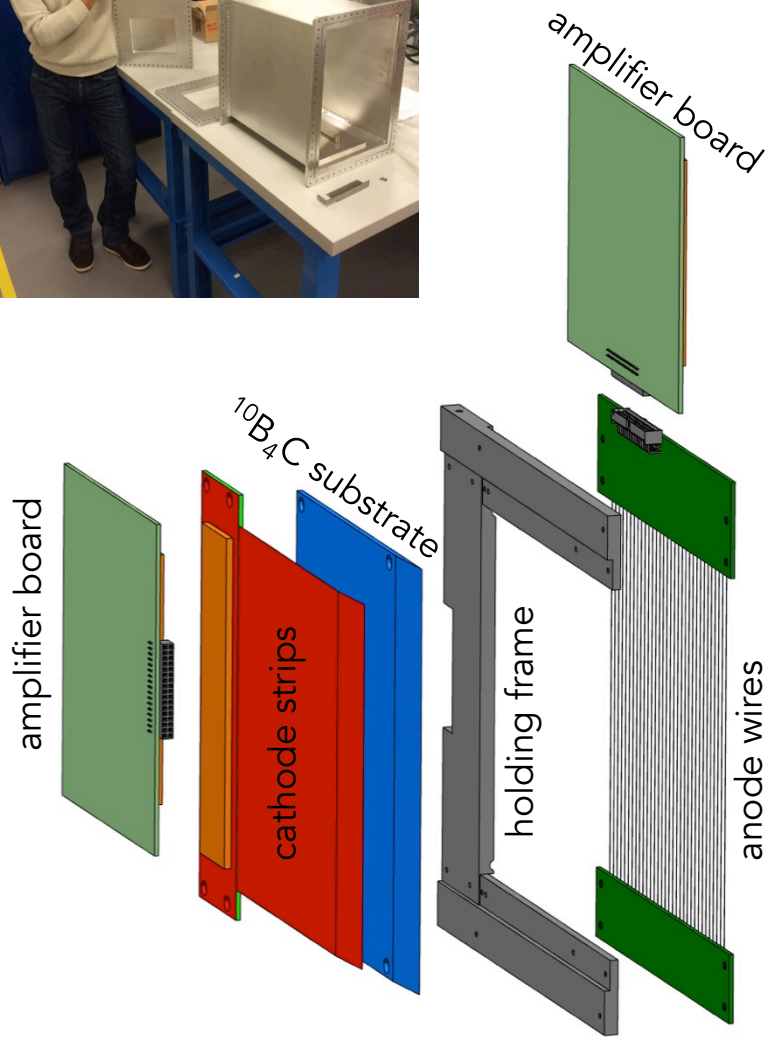 amplifier board
¹⁰B₄C substrate
amplifier board
cathode strips
holding frame
anode wires